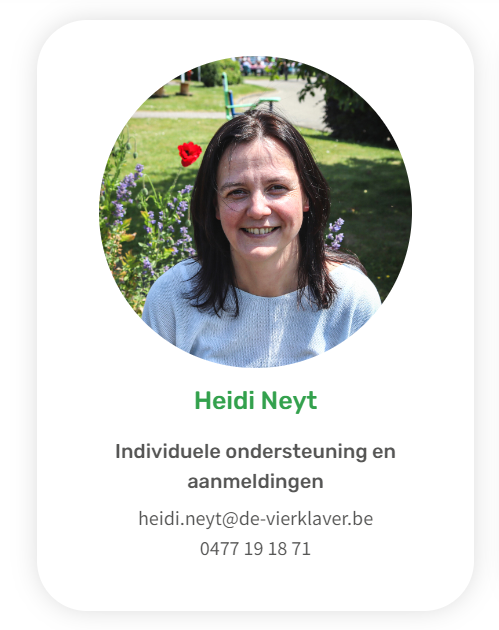 Heidi Neyt
Individuele ondersteuning en
aanmeldingen
heidi.neyt@de-vierklaver.be
0477 19 18 71